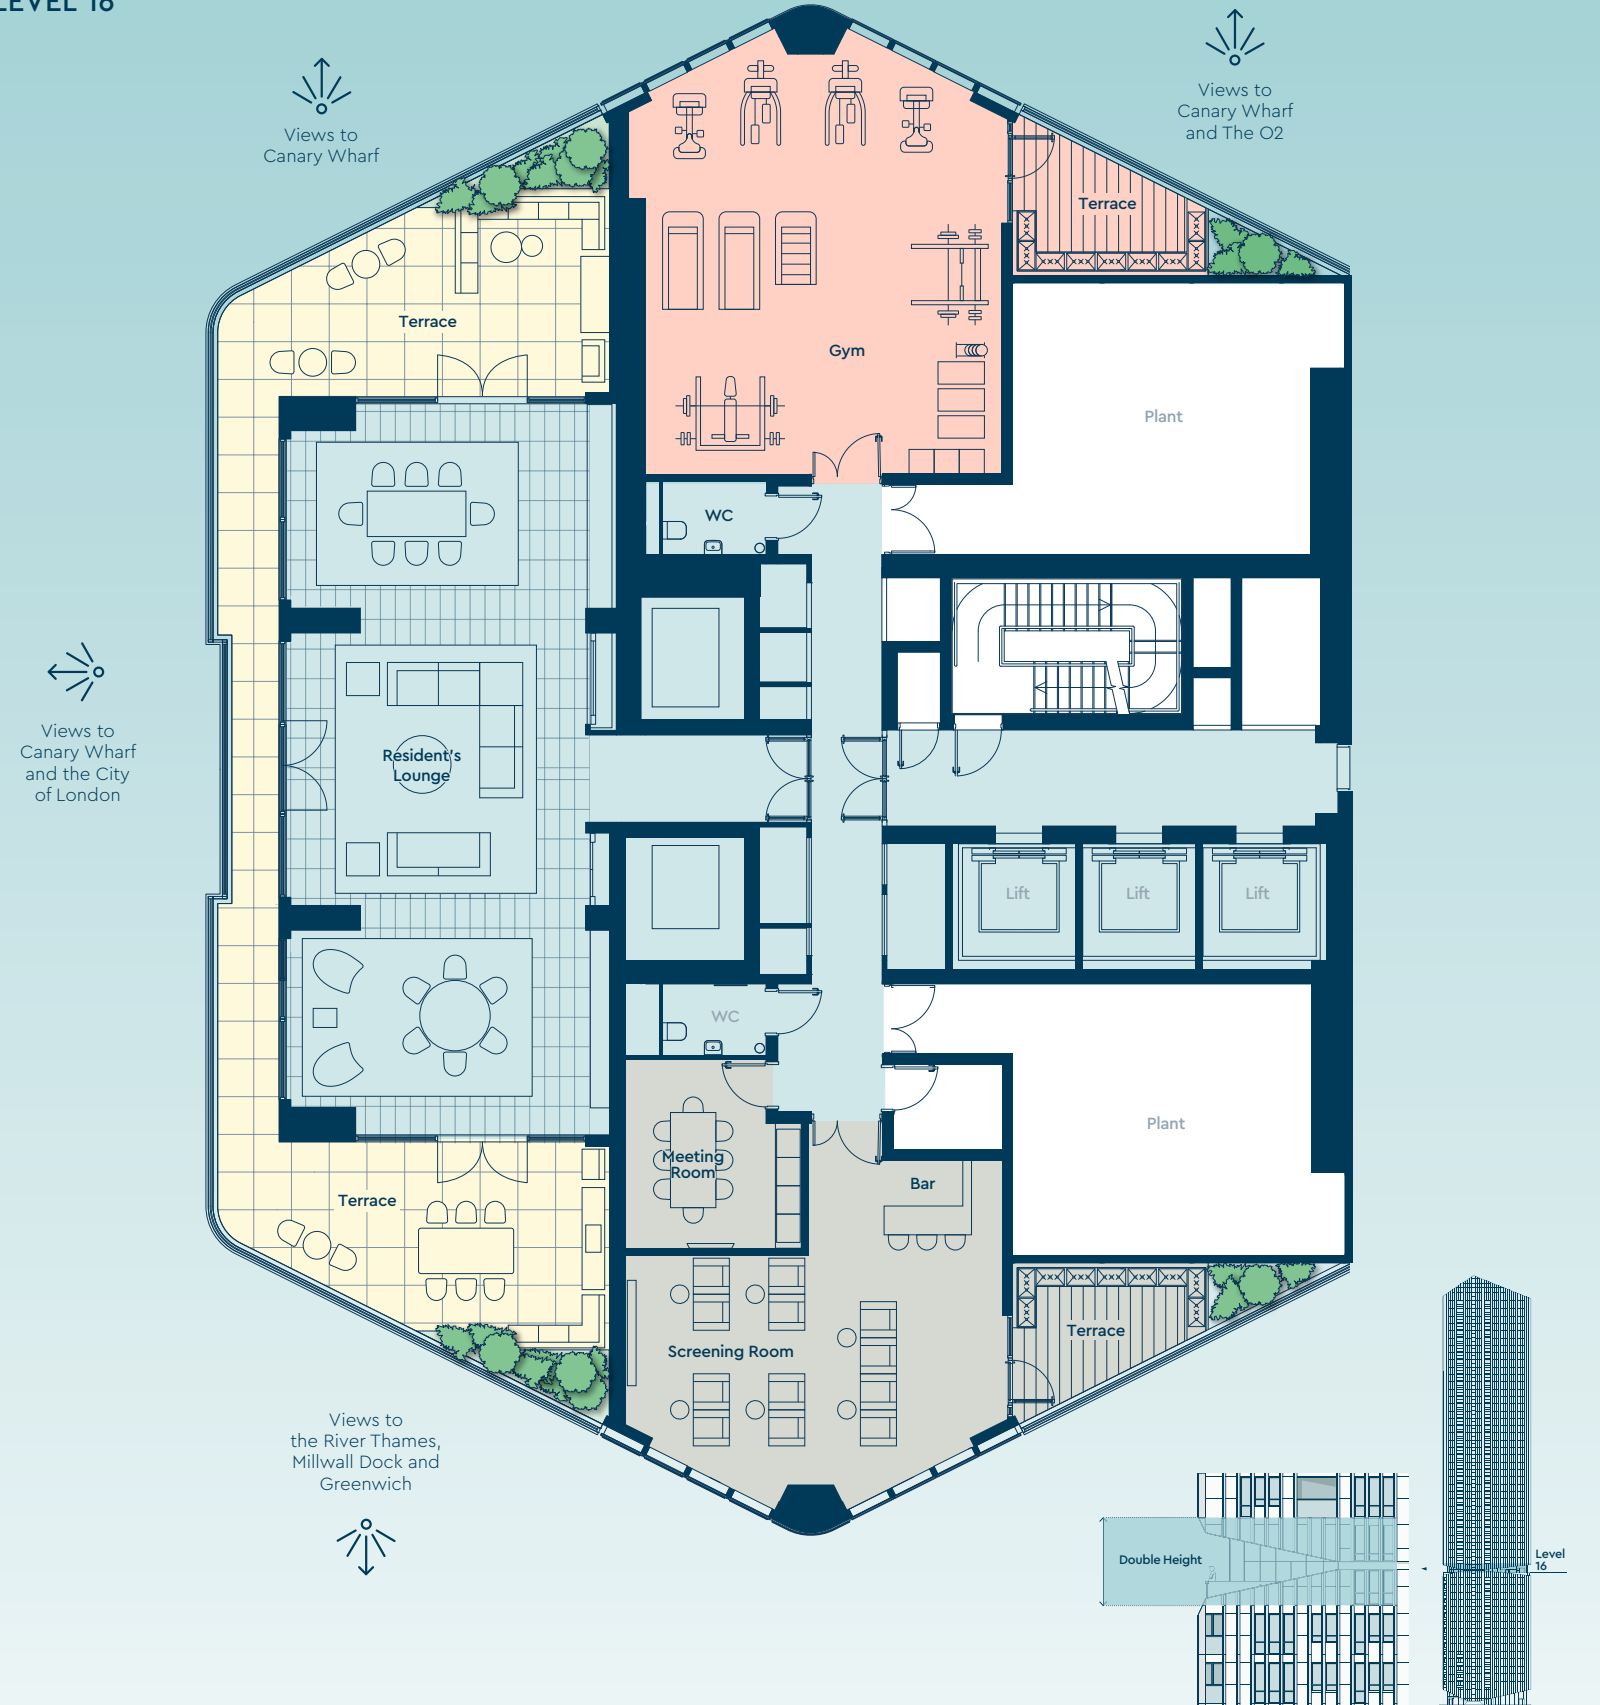 LEVEL 16
Views to
Canary Wharf
Views to
Canary Wharf
and The O2
Terrace
Terrace
Gym
Plant
WC
Views to
Canary Wharf
and the City
of London
Resident's
Lounge
Lift
Lift
Lift
WC
Plant
Meeting
Room
Bar
Terrace
Terrace
Screening Room
Views to
the River Thames,
Millwall Dock and
Greenwich
Double Height
Level
16